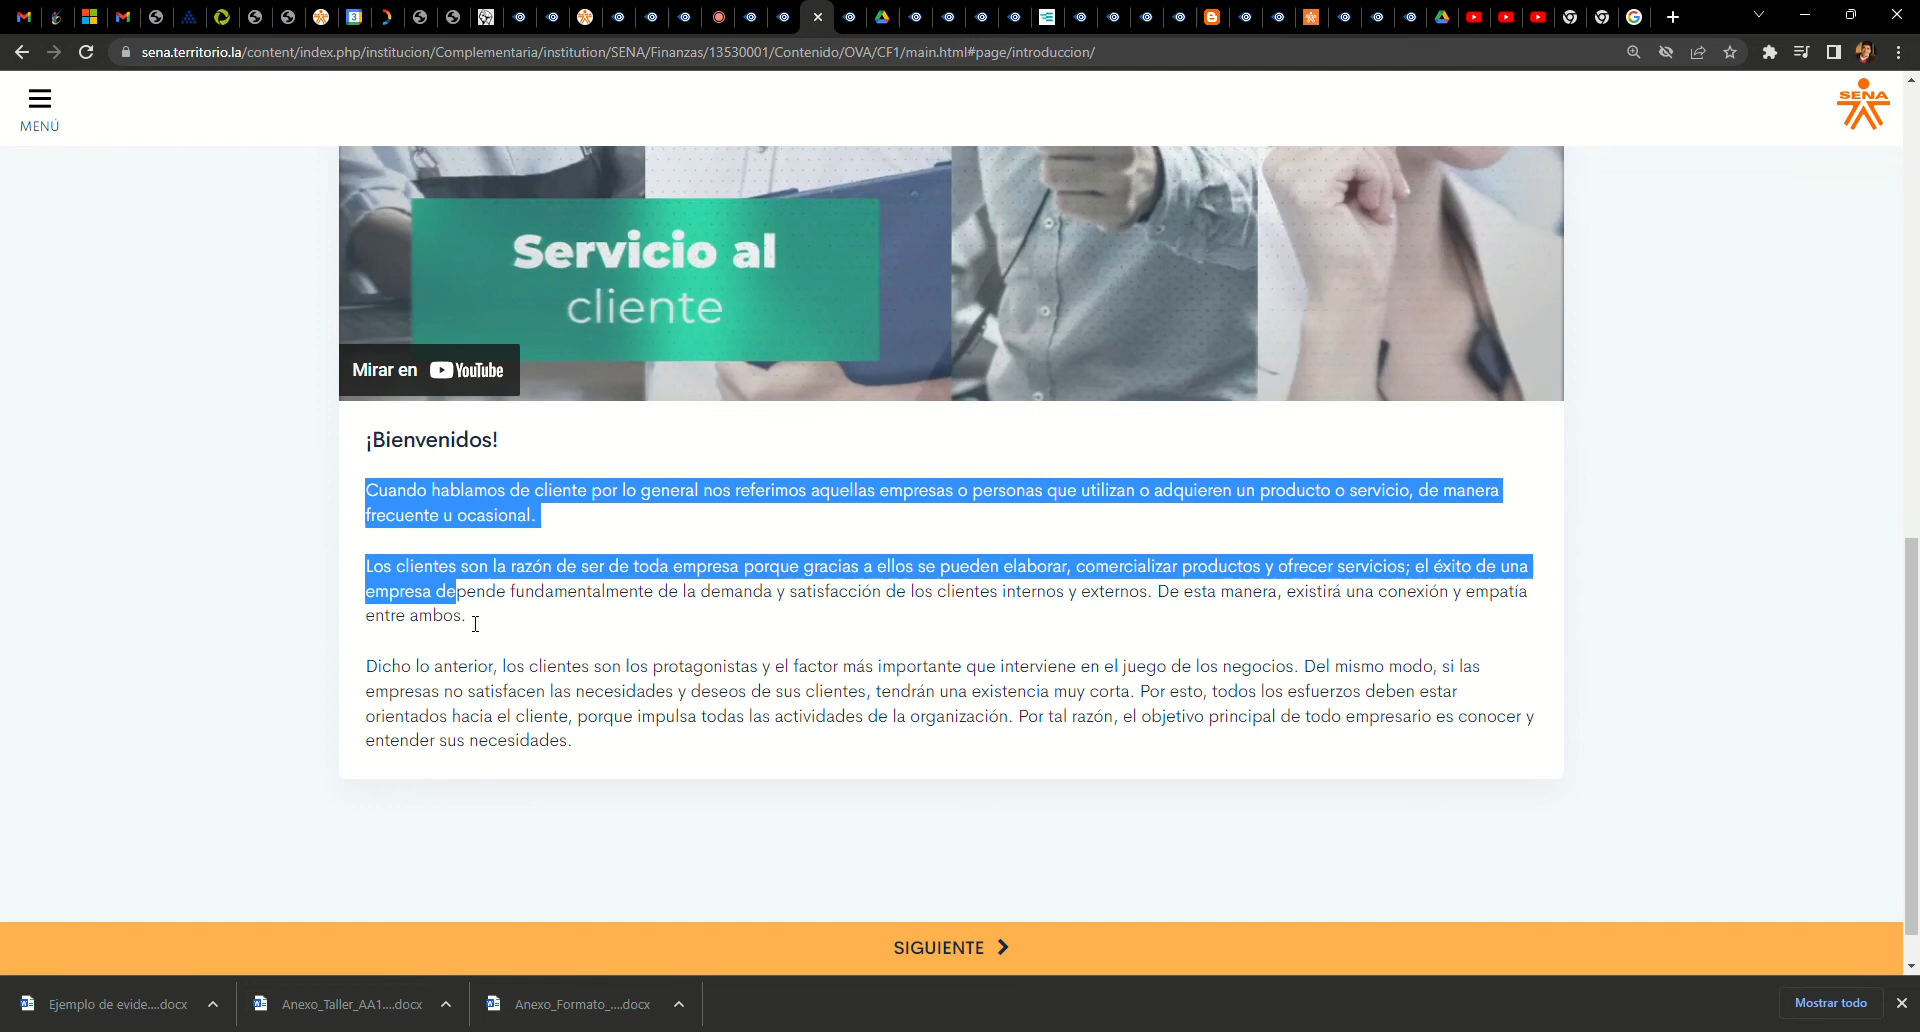 sena.territorio.la/content/index.php/institucion/Complementaria/institution/SENA/Finanzas/13530001/Contenido/OVA/CF1/main.html#page/introduccion/
MENÚ
SENA
Servicio al
cliente
Mirar en YouTube
¡Bienvenidos!
Cuando hablamos de cliente por lo general nos referimos aquellas empresas o personas que utilizan o adquieren un producto o servicio, de manera
frecuente u ocasional.
Los clientes son la razón de ser de toda empresa porque gracias a ellos se pueden elaborar, comercializar productos y ofrecer servicios; el éxito de una
empresa depende fundamentalmente de la demanda y satisfacción de los clientes internos y externos. De esta manera, existirá una conexión y empatía
entre ambos.
Dicho lo anterior, los clientes son los protagonistas y el factor más importante que interviene en el juego de los negocios. Del mismo modo, si las
empresas no satisfacen las necesidades y deseos de sus clientes, tendrán una existencia muy corta. Por esto, todos los esfuerzos deben estar
orientados hacia el cliente, porque impulsa todas las actividades de la organización. Por tal razón, el objetivo principal de todo empresario es conocer y
entender sus necesidades.
SIGUIENTE
Ejemplo de evide....docx
Anexo_Taller_AA1....docx
Anexo_Formato_....docx
Mostrar todo